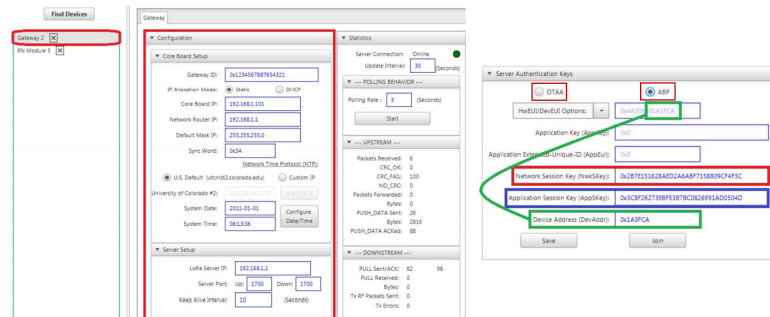 Find Devices
Gateway 2
RN Module 5
Gateway
Configuration
Core Board Setup
Gateway ID: 0x1234567887654321
IP Allocation Mode: Static DHCP
Core Board IP: 192.168.1.101
Network Router IP: 192.168.1.1
Default Mask IP: 255.255.255.0
Sync Word: 0x34
Network Time Protocol (NTP):
U.S. Default (utcnist2.colorado.edu) Custom IP
University of Colorado #2:
System Date: 2011-01-01
System Time: 06:13:36
Configure Date/Time
Server Setup
LoRa Server IP: 192.168.1.1
Server Port: Up: 1700 Down: 1700
Keep Alive Interval: 10 (Seconds)
Statistics
Server Connection: Online
Update Interval: 30 (Seconds)
--- POLLING BEHAVIOR ---
Polling Rate : 5 (Seconds)
Start
--- UPSTREAM ---
Packets Received: 6
CRC_OK: 0
CRC_FAIL: 100
NO_CRC: 0
Packets Forwarded: 0
Bytes: 0
PUSH_DATA Sent: 26
Bytes: 2816
PUSH_DATA ACKed: 88
--- DOWNSTREAM ---
PULL Sent/ACK: 82 98
PULL Received: 0
Bytes: 0
Tx RF Packets Sent: 0
Tx Errors: 0
Server Authentication Keys
OTAA ABP
HwEUI/DevEUI Options:
Application Key (AppKey): 0x0
Application Extended-Unique-ID (AppEui): 0x0
Network Session Key (NwkSKey): 0x2B7E151628AED2A6ABF7158809CF4F3C
Application Session Key (AppSKey): 0x3C8F262739BFE3B7BC0826991AD0504D
Device Address (DevAddr): 0x1A3FCA
Save Join